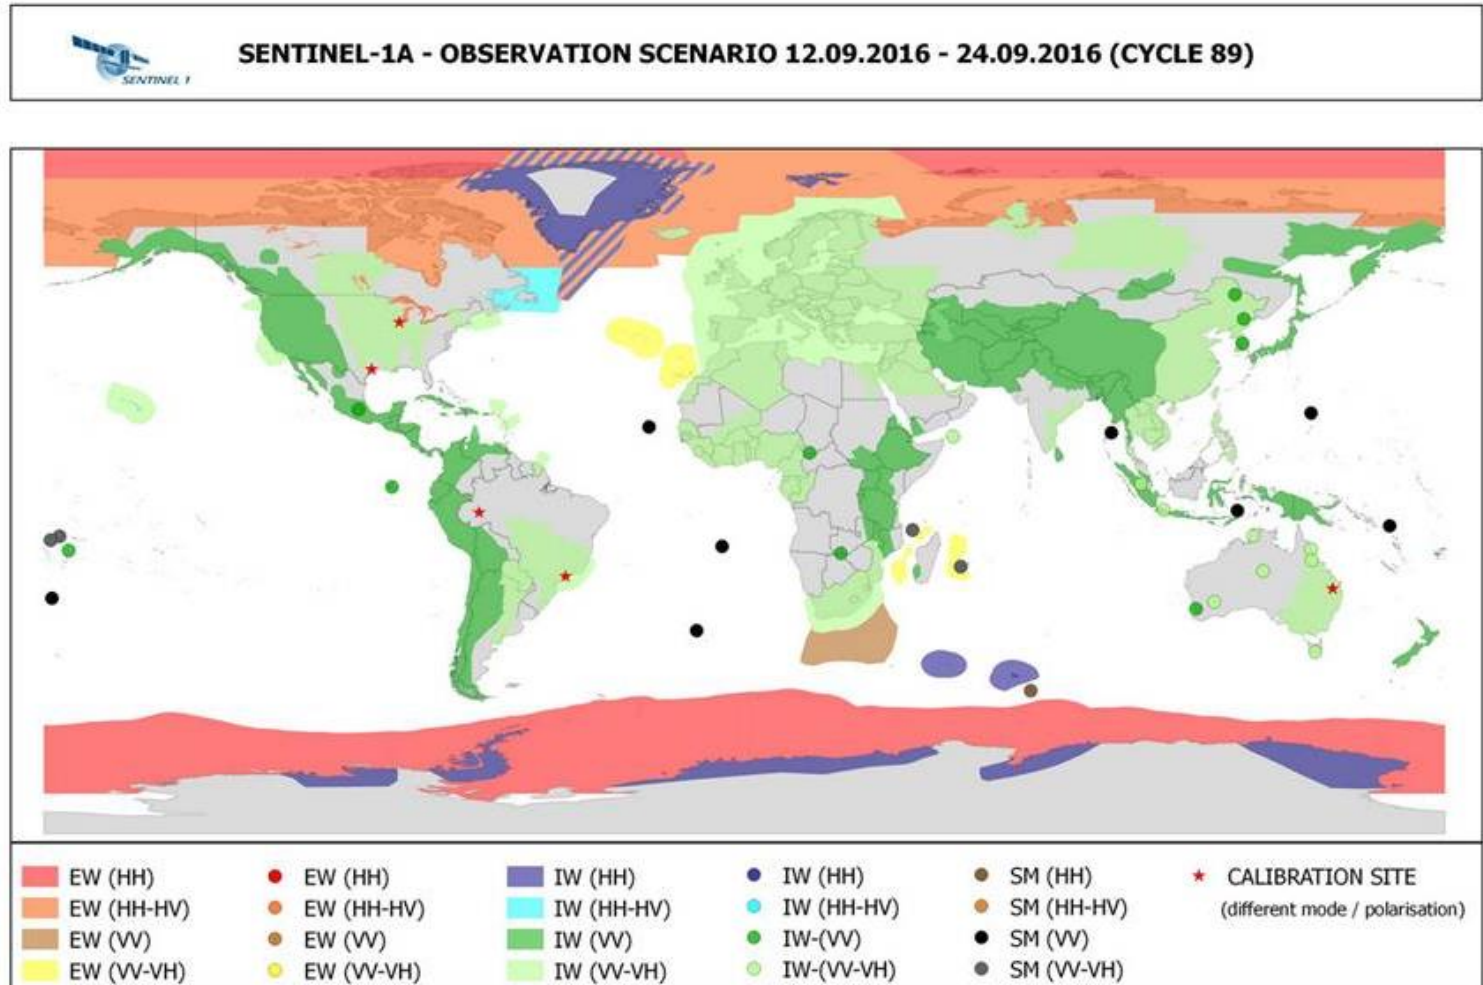 SENTINEL 1
SENTINEL-1A - OBSERVATION SCENARIO 12.09.2016 - 24.09.2016 (CYCLE 89)
EW (HH)
EW (HH-HV)
EW (VV)
EW (VV-VH)
EW (HH)
EW (HH-HV)
EW (VV)
EW (VV-VH)
IW (HH)
IW (HH-HV)
IW (VV)
IW (VV-VH)
IW (HH)
IW (HH-HV)
IW-(VV)
IW-(VV-VH)
SM (HH)
SM (HH-HV)
SM (VV)
SM (VV-VH)
CALIBRATION SITE
(different mode / polarisation)